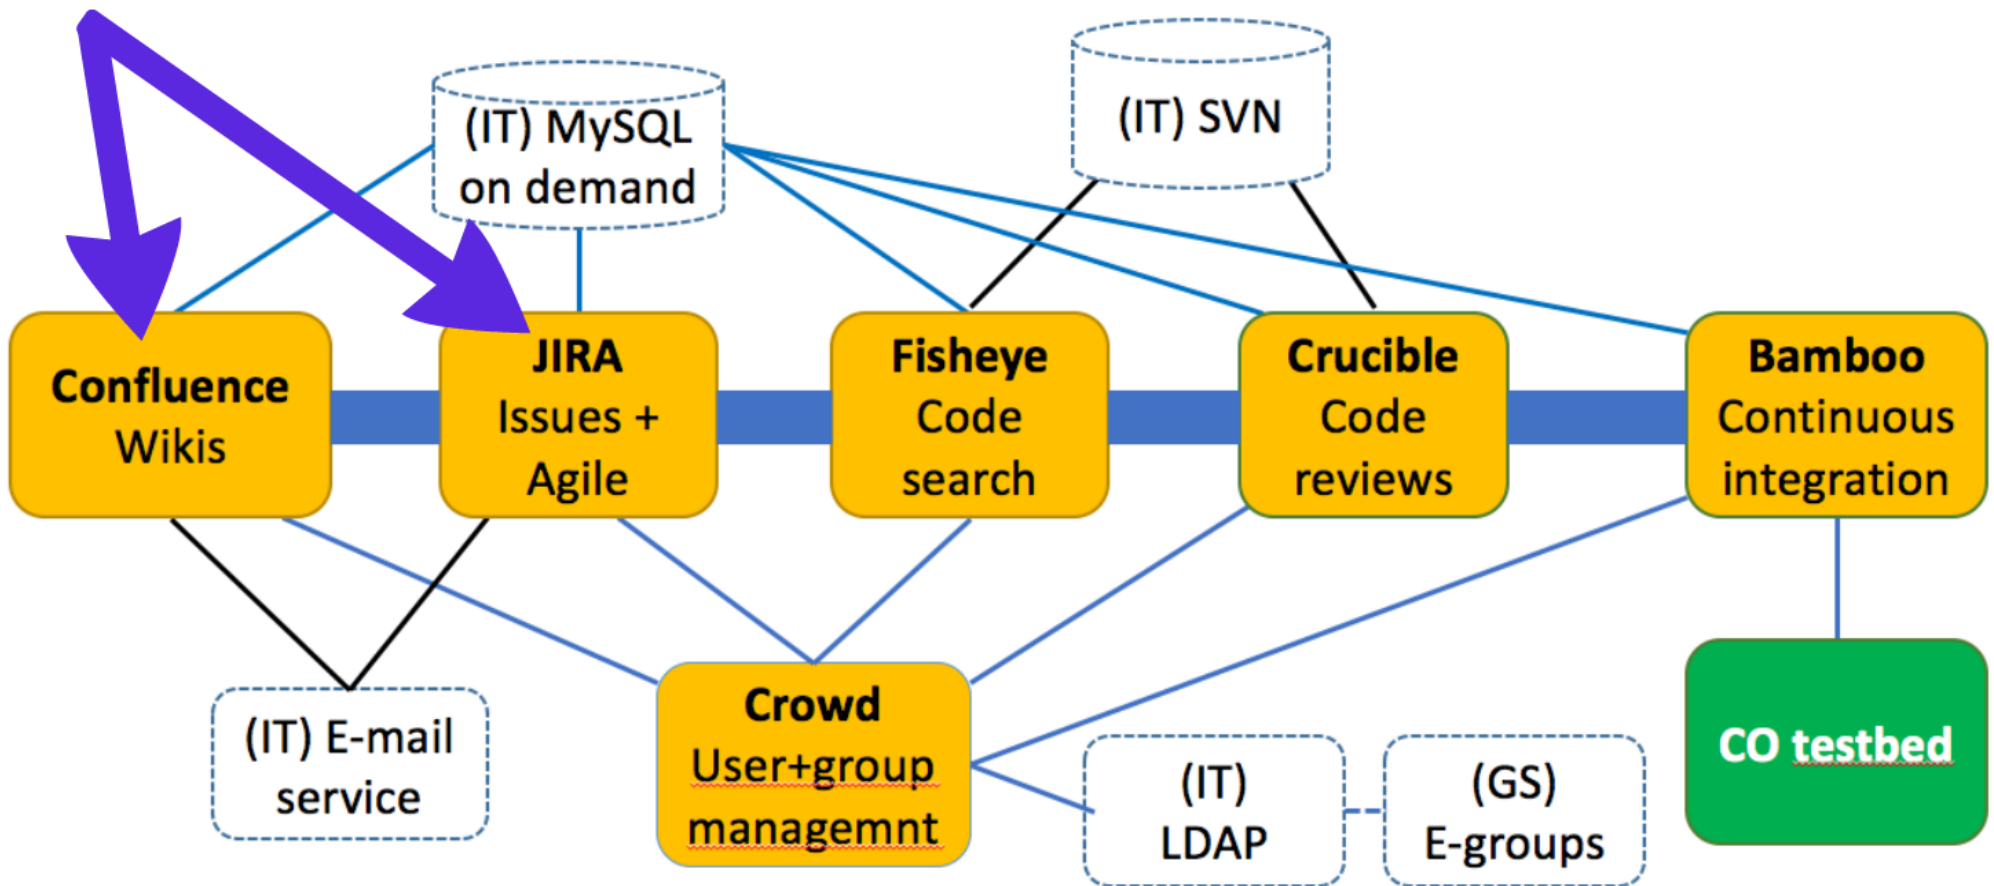 (IT) MySQL
on demand
(IT) SVN
Confluence
Wikis
JIRA
Issues +
Agile
Fisheye
Code
search
Crucible
Code
reviews
Bamboo
Continuous
integration
(IT) E-mail
service
Crowd
User+group
managemnt
(IT)
LDAP
(GS)
E-groups
CO testbed